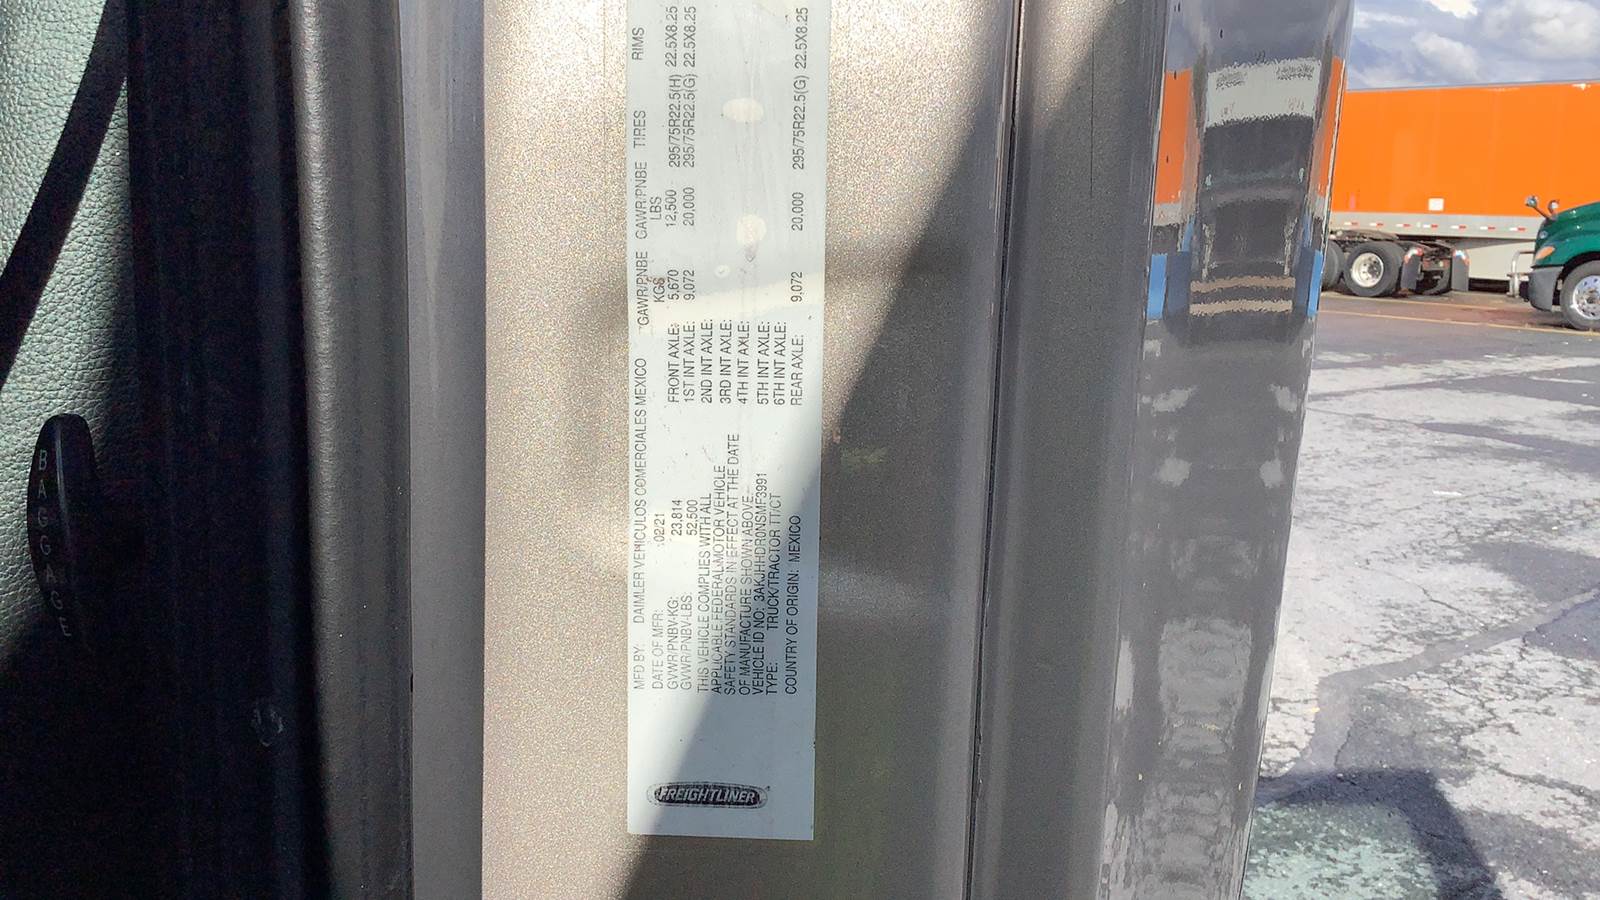 FREIGHTLINER
MFD BY: DAIMLER VEHICULOS COMERCIALES MEXICO
DATE OF MFR: 02/21
GVWR/PNBV-KG: 23,814
GVWR/PNBV-LBS: 52,500
THIS VEHICLE COMPLIES WITH ALL
APPLICABLE FEDERAL MOTOR VEHICLE
SAFETY STANDARDS IN EFFECT AT THE DATE
OF MANUFACTURE SHOWN ABOVE.
VEHICLE ID NO: 3AKJHHDR0NSMF3991
TYPE: TRUCK/TRACTOR TT/CT
COUNTRY OF ORIGIN: MEXICO
GAWR/PNBE GAWR/PNBE TIRES RIMS
KGS LBS
FRONT AXLE: 5,670 12,500 295/75R22.5(H) 22.5X8.25
1ST INT AXLE: 9,072 20,000 295/75R22.5(G) 22.5X8.25
2ND INT AXLE:
3RD INT AXLE:
4TH INT AXLE:
5TH INT AXLE:
6TH INT AXLE:
REAR AXLE: 9,072 20,000 295/75R22.5(G) 22.5X8.25
BAGGAGE